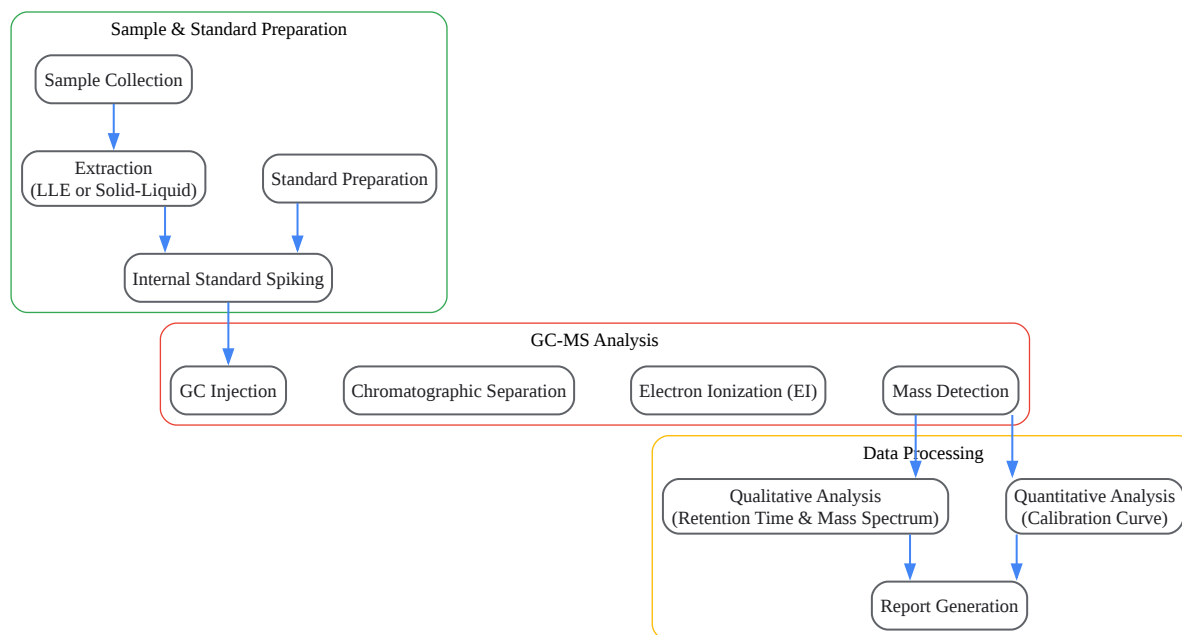 Sample & Standard Preparation
Sample Collection
Extraction
(LLE or Solid-Liquid)
Standard Preparation
Internal Standard Spiking
GC-MS Analysis
GC Injection
Chromatographic Separation
Electron Ionization (EI)
Mass Detection
Data Processing
Qualitative Analysis
(Retention Time & Mass Spectrum)
Quantitative Analysis
(Calibration Curve)
Report Generation